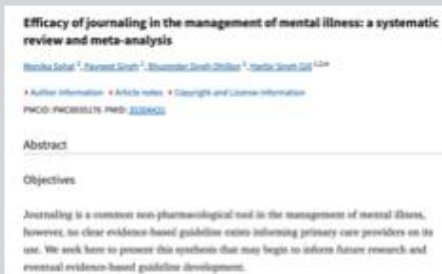 Efficacy of journaling in the management of mental illness: a systematic
review and meta-analysis
Monika Sohal 1, Pavneet Singh 2, Bhupinder Singh Dhillon 3, Harbir Singh Gill
Author information Article notes Copyright and License information
Abstract
Objectives
Journaling is a common non-pharmacological tool in the management of mental illness,
however, no clear evidence-based guideline exists informing primary care providers on its
use. We seek here to present this synthesis that may begin to inform future research and
eventual evidence-based guideline development.